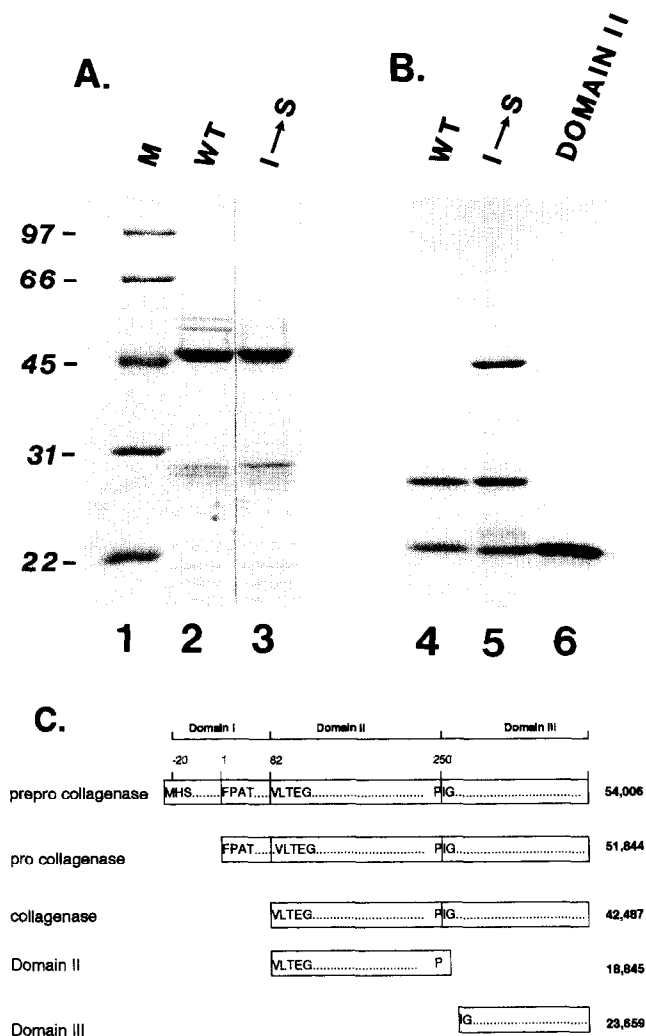 A.
B.
M
WT
I→S
WT
I→S
DOMAIN II
97 –
66 –
45 –
31 –
22 –
1 2 3 4 5 6
C.
Domain I Domain II Domain III
-20 1 82 250
prepro collagenase MHS....... FPAT.... VLTEG.......................... PIG................................ 54,006
pro collagenase FPAT..... .VLTEG.......................... PIG................................ 51,844
collagenase VLTEG.......................... PIG................................ 42,487
Domain II VLTEG.......................... P 18,845
Domain III IG................................ 23,659